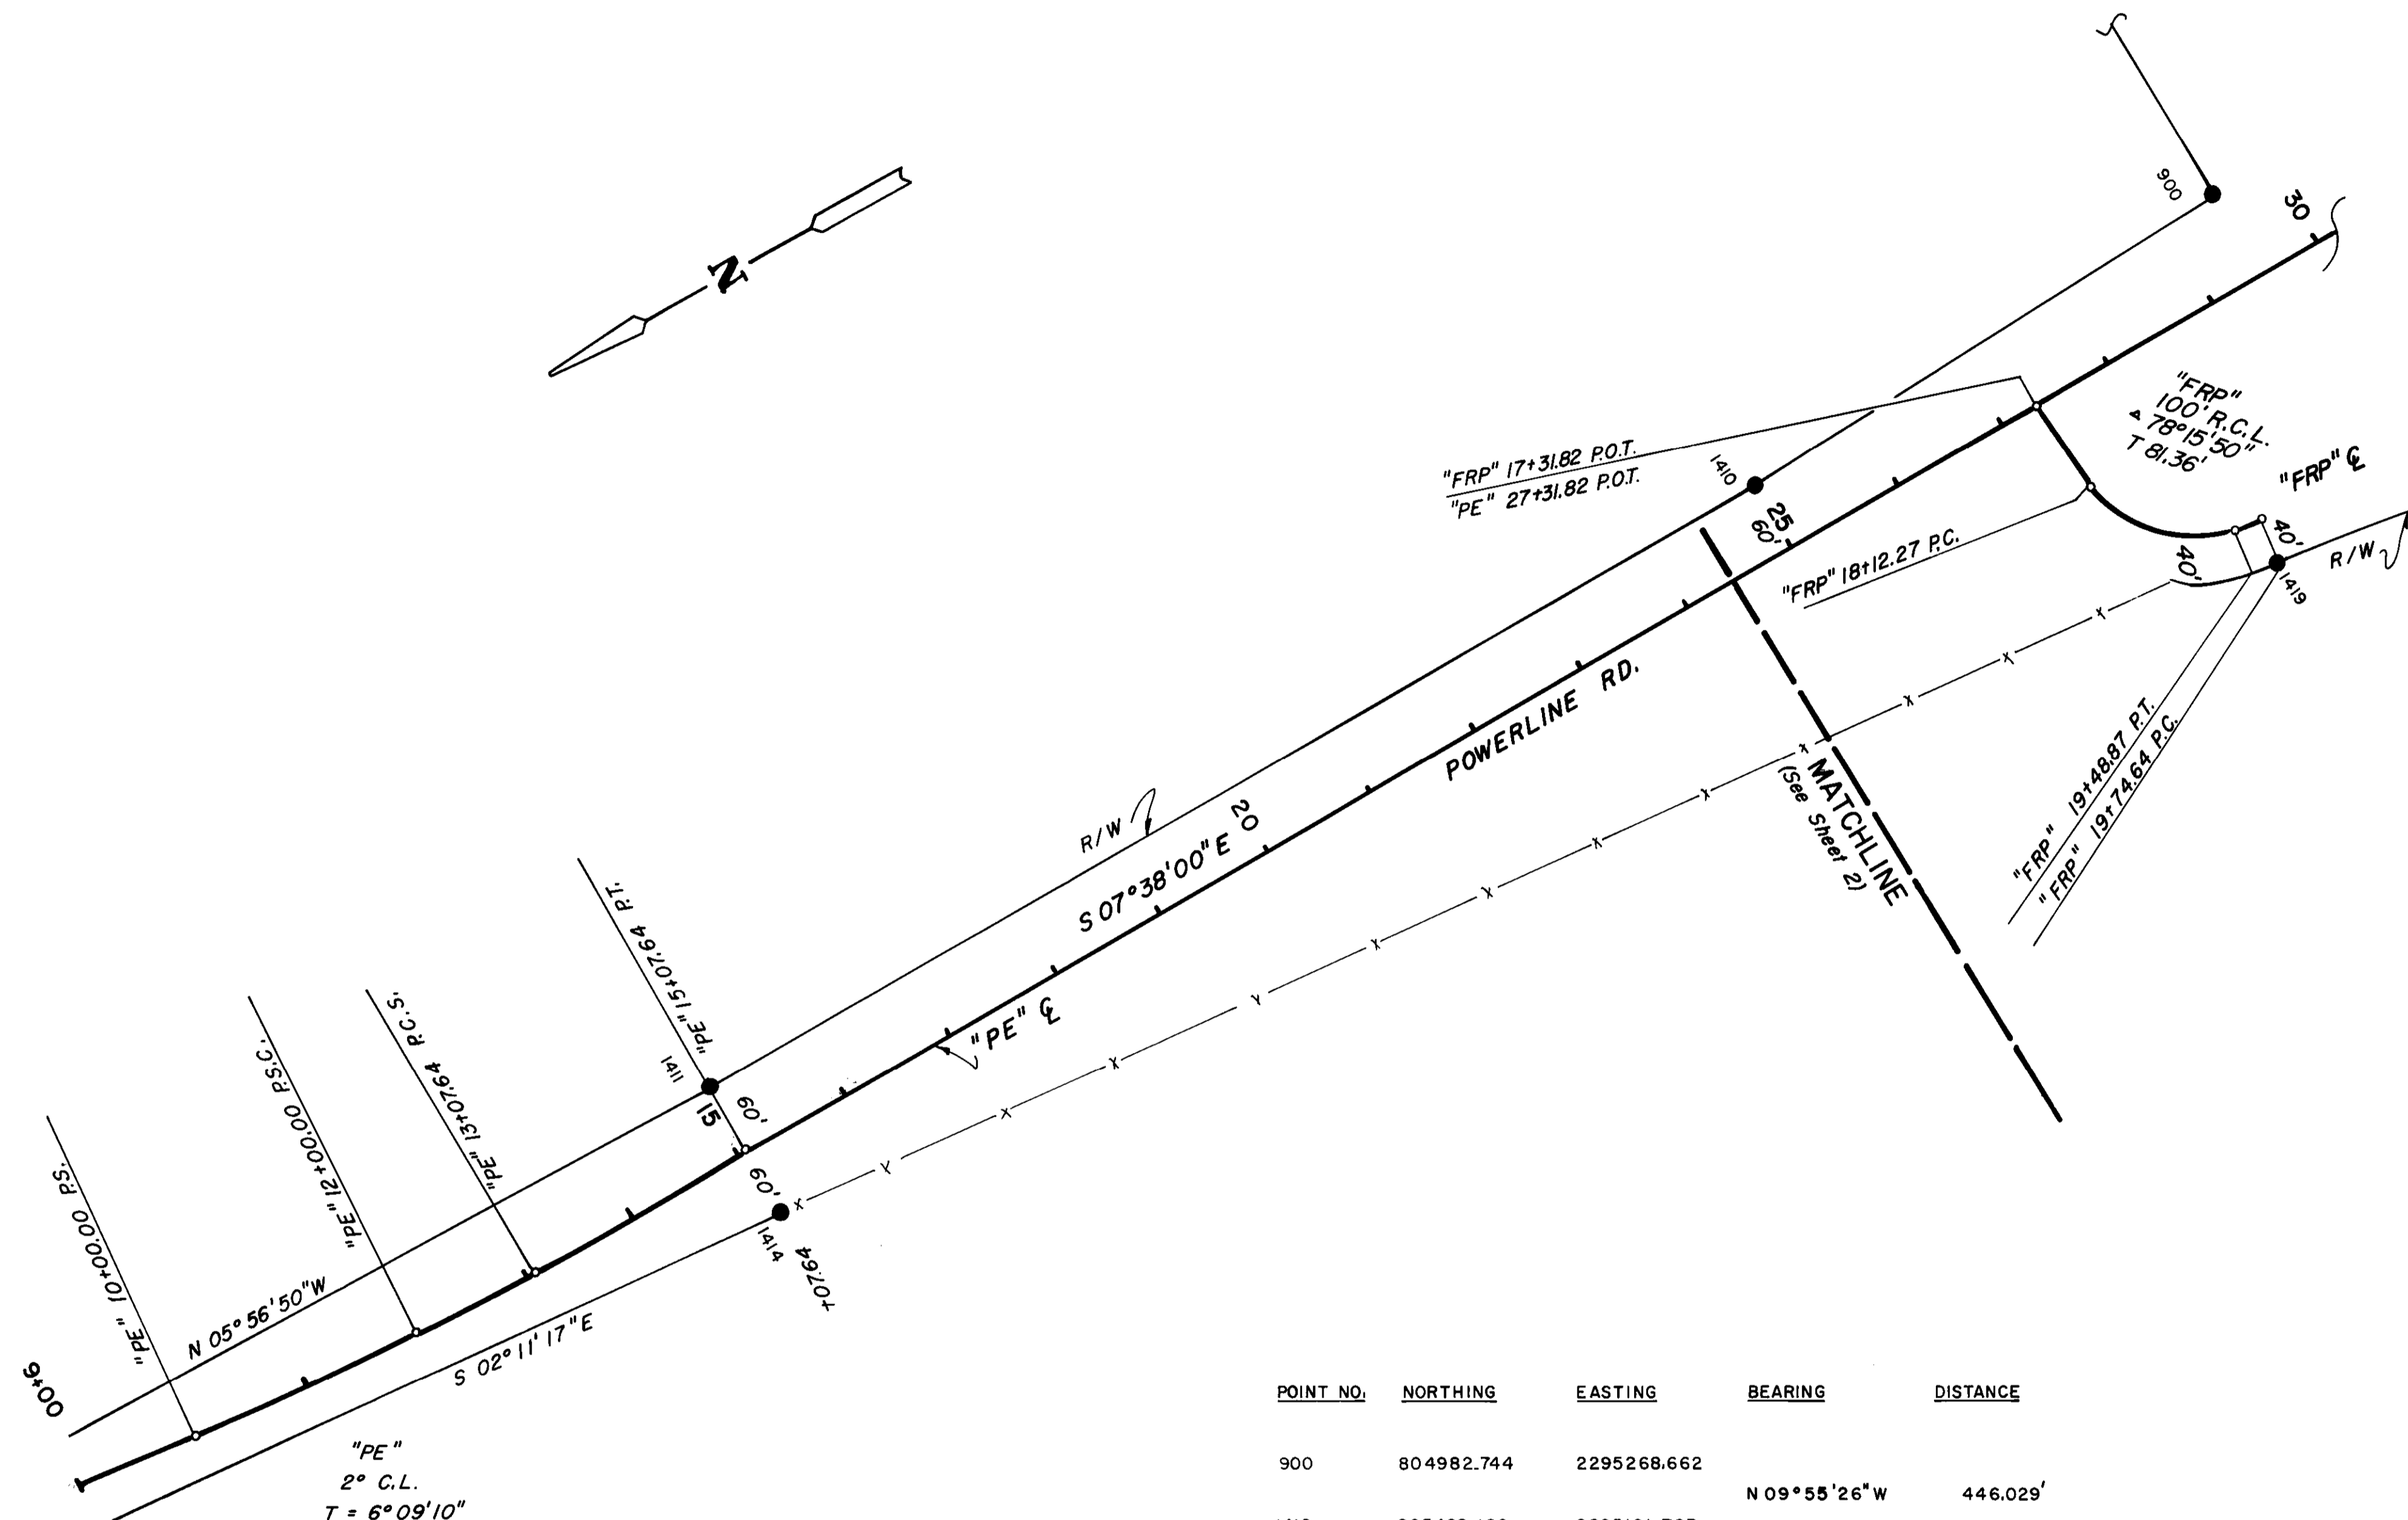 900
30
N
"FRP"
100' R.C.L.
Δ 78°15'50"
T 81.36'
"FRP" ℄
"FRP" 17+31.82 P.O.T.
"PE" 27+31.82 P.O.T.
1410
25
60'
"FRP" 18+12.27 P.C.
40'
40'
R/W
1419
POWERLINE RD.
MATCHLINE
(See Sheet 2)
"FRP" 19+48.87 P.T.
"FRP" 19+74.64 P.C.
R/W
20
S 07°38'00" E
"PE" ℄
"PE" 15+07.64 P.T.
1411
15
60'
60'
1414
+07.64
"PE" 13+07.64 P.C.S.
"PE" 12+00.00 P.S.C.
"PE" 10+00.00 P.S.
N 05°56'50" W
S 02°11'17" E
9+00
"PE"
2° C.L.
T = 6°09'10"
POINT NO. NORTHING EASTING BEARING DISTANCE
900 804982.744 2295268.662
N 09°55'26" W 446.029'